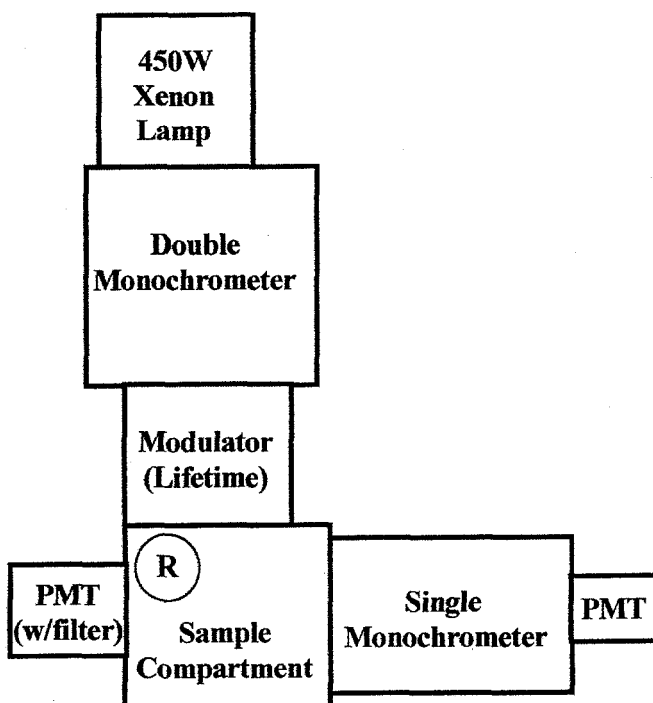 450W
Xenon
Lamp
Double
Monochrometer
Modulator
(Lifetime)
R
PMT
(w/filter)
Sample
Compartment
Single
Monochrometer
PMT